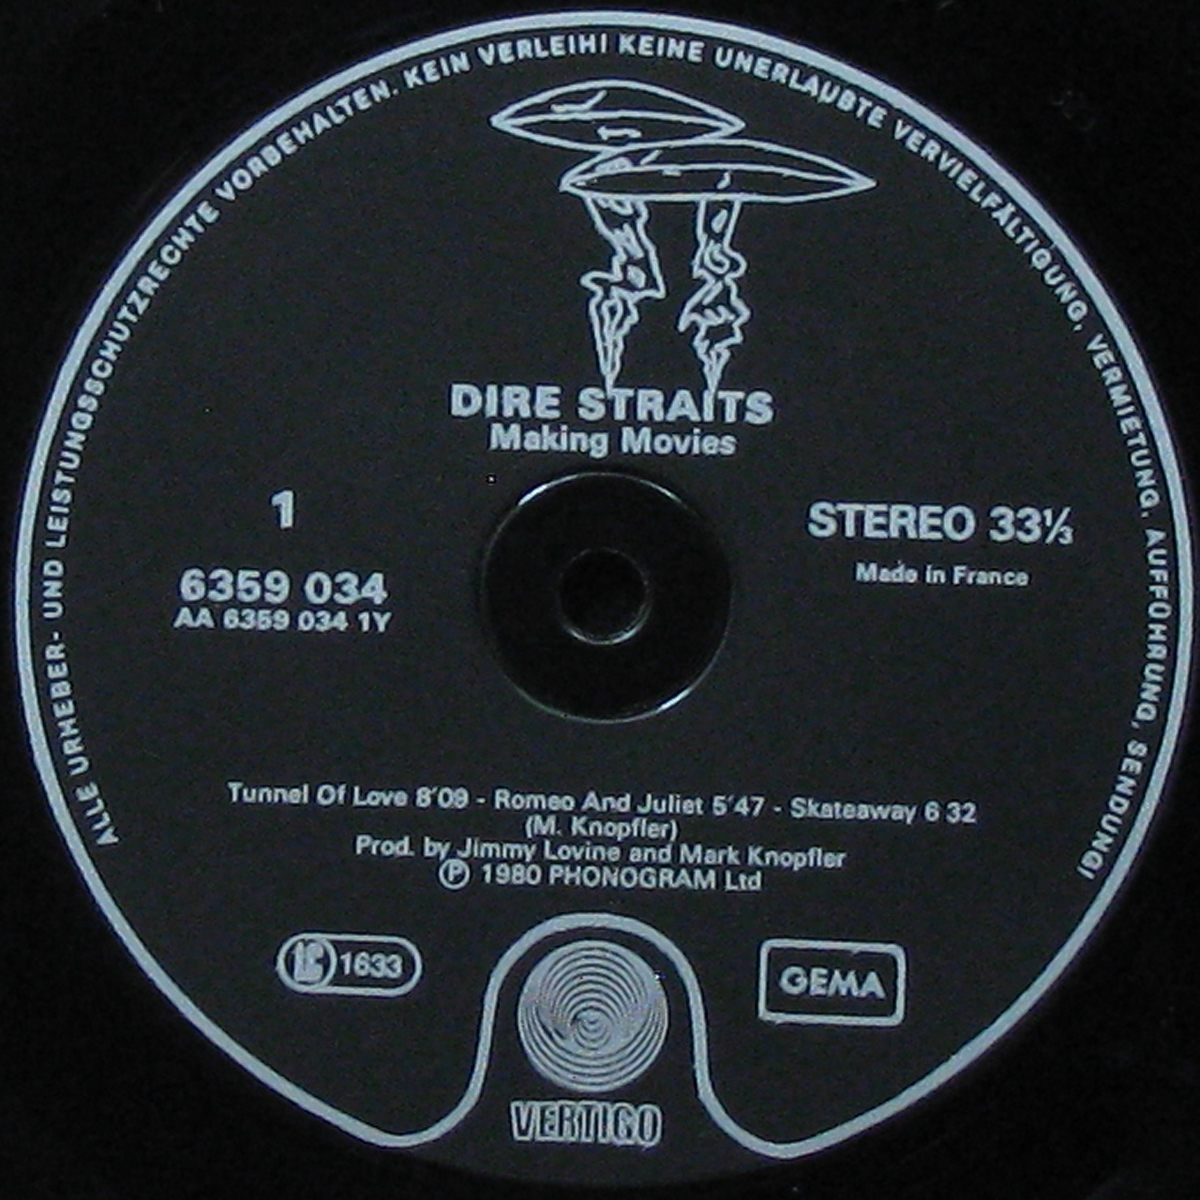 ALLE URHEBER- UND LEISTUNGSSCHUTZRECHTE VORBEHALTEN. KEIN VERLEIH! KEINE UNERLAUBTE VERVIELFÄLTIGUNG, VERMIETUNG, AUFFÜHRUNG, SENDUNG!
DIRE STRAITS
Making Movies
1
6359 034
AA 6359 034 1Y
STEREO 33⅓
Made in France
Tunnel Of Love 8'09 - Romeo And Juliet 5'47 - Skateaway 6 32
(M. Knopfler)
Prod. by Jimmy Lovine and Mark Knopfler
Ⓟ 1980 PHONOGRAM Ltd
LC 1633
GEMA
VERTIGO